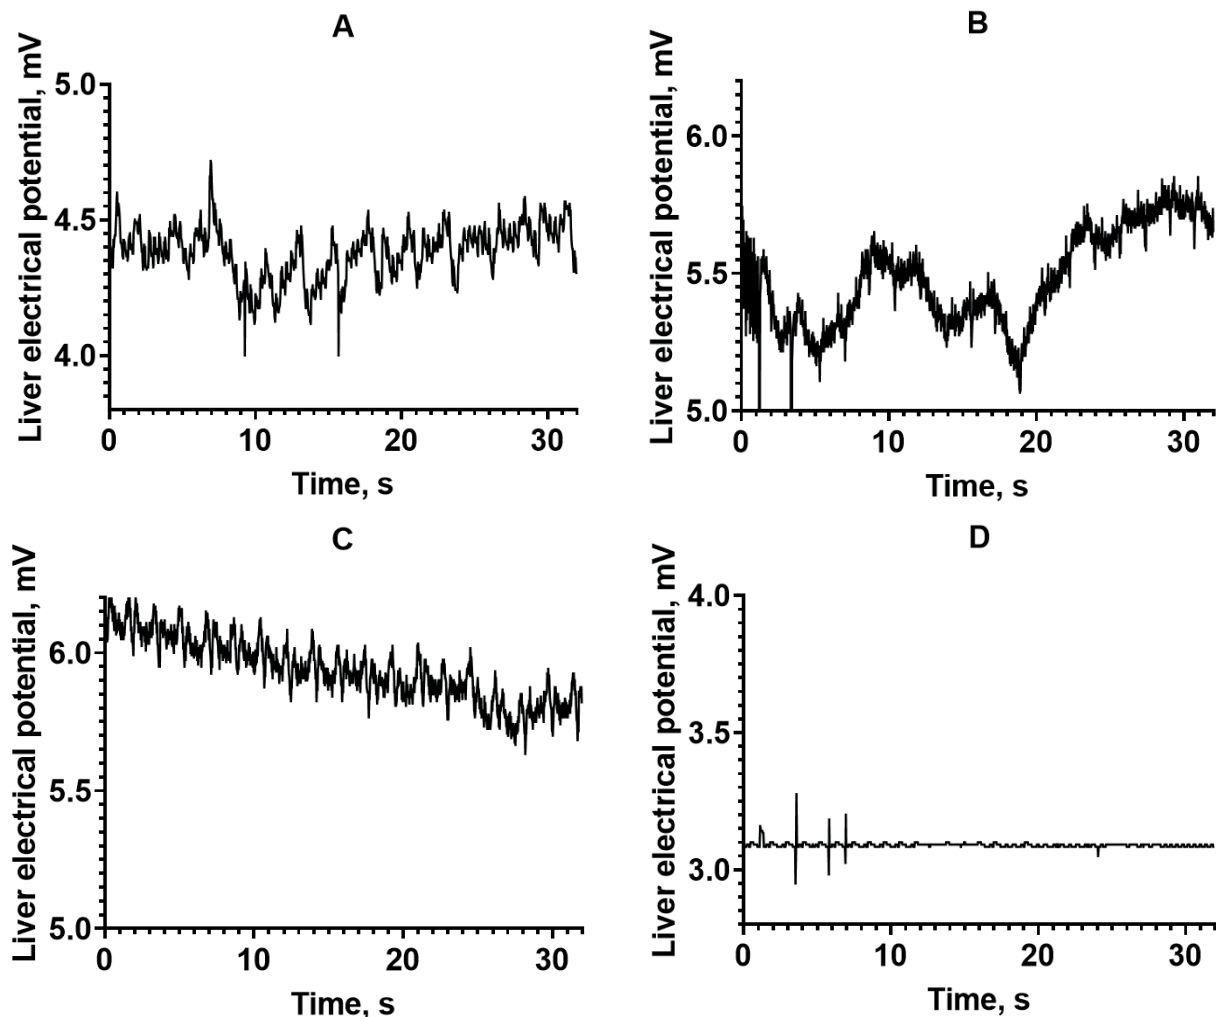 A
Liver electrical potential, mV
5.0
4.5
4.0
0 10 20 30
Time, s
B
Liver electrical potential, mV
6.0
5.5
5.0
0 10 20 30
Time, s
C
Liver electrical potential, mV
6.0
5.5
5.0
0 10 20 30
Time, s
D
Liver electrical potential, mV
4.0
3.5
3.0
0 10 20 30
Time, s